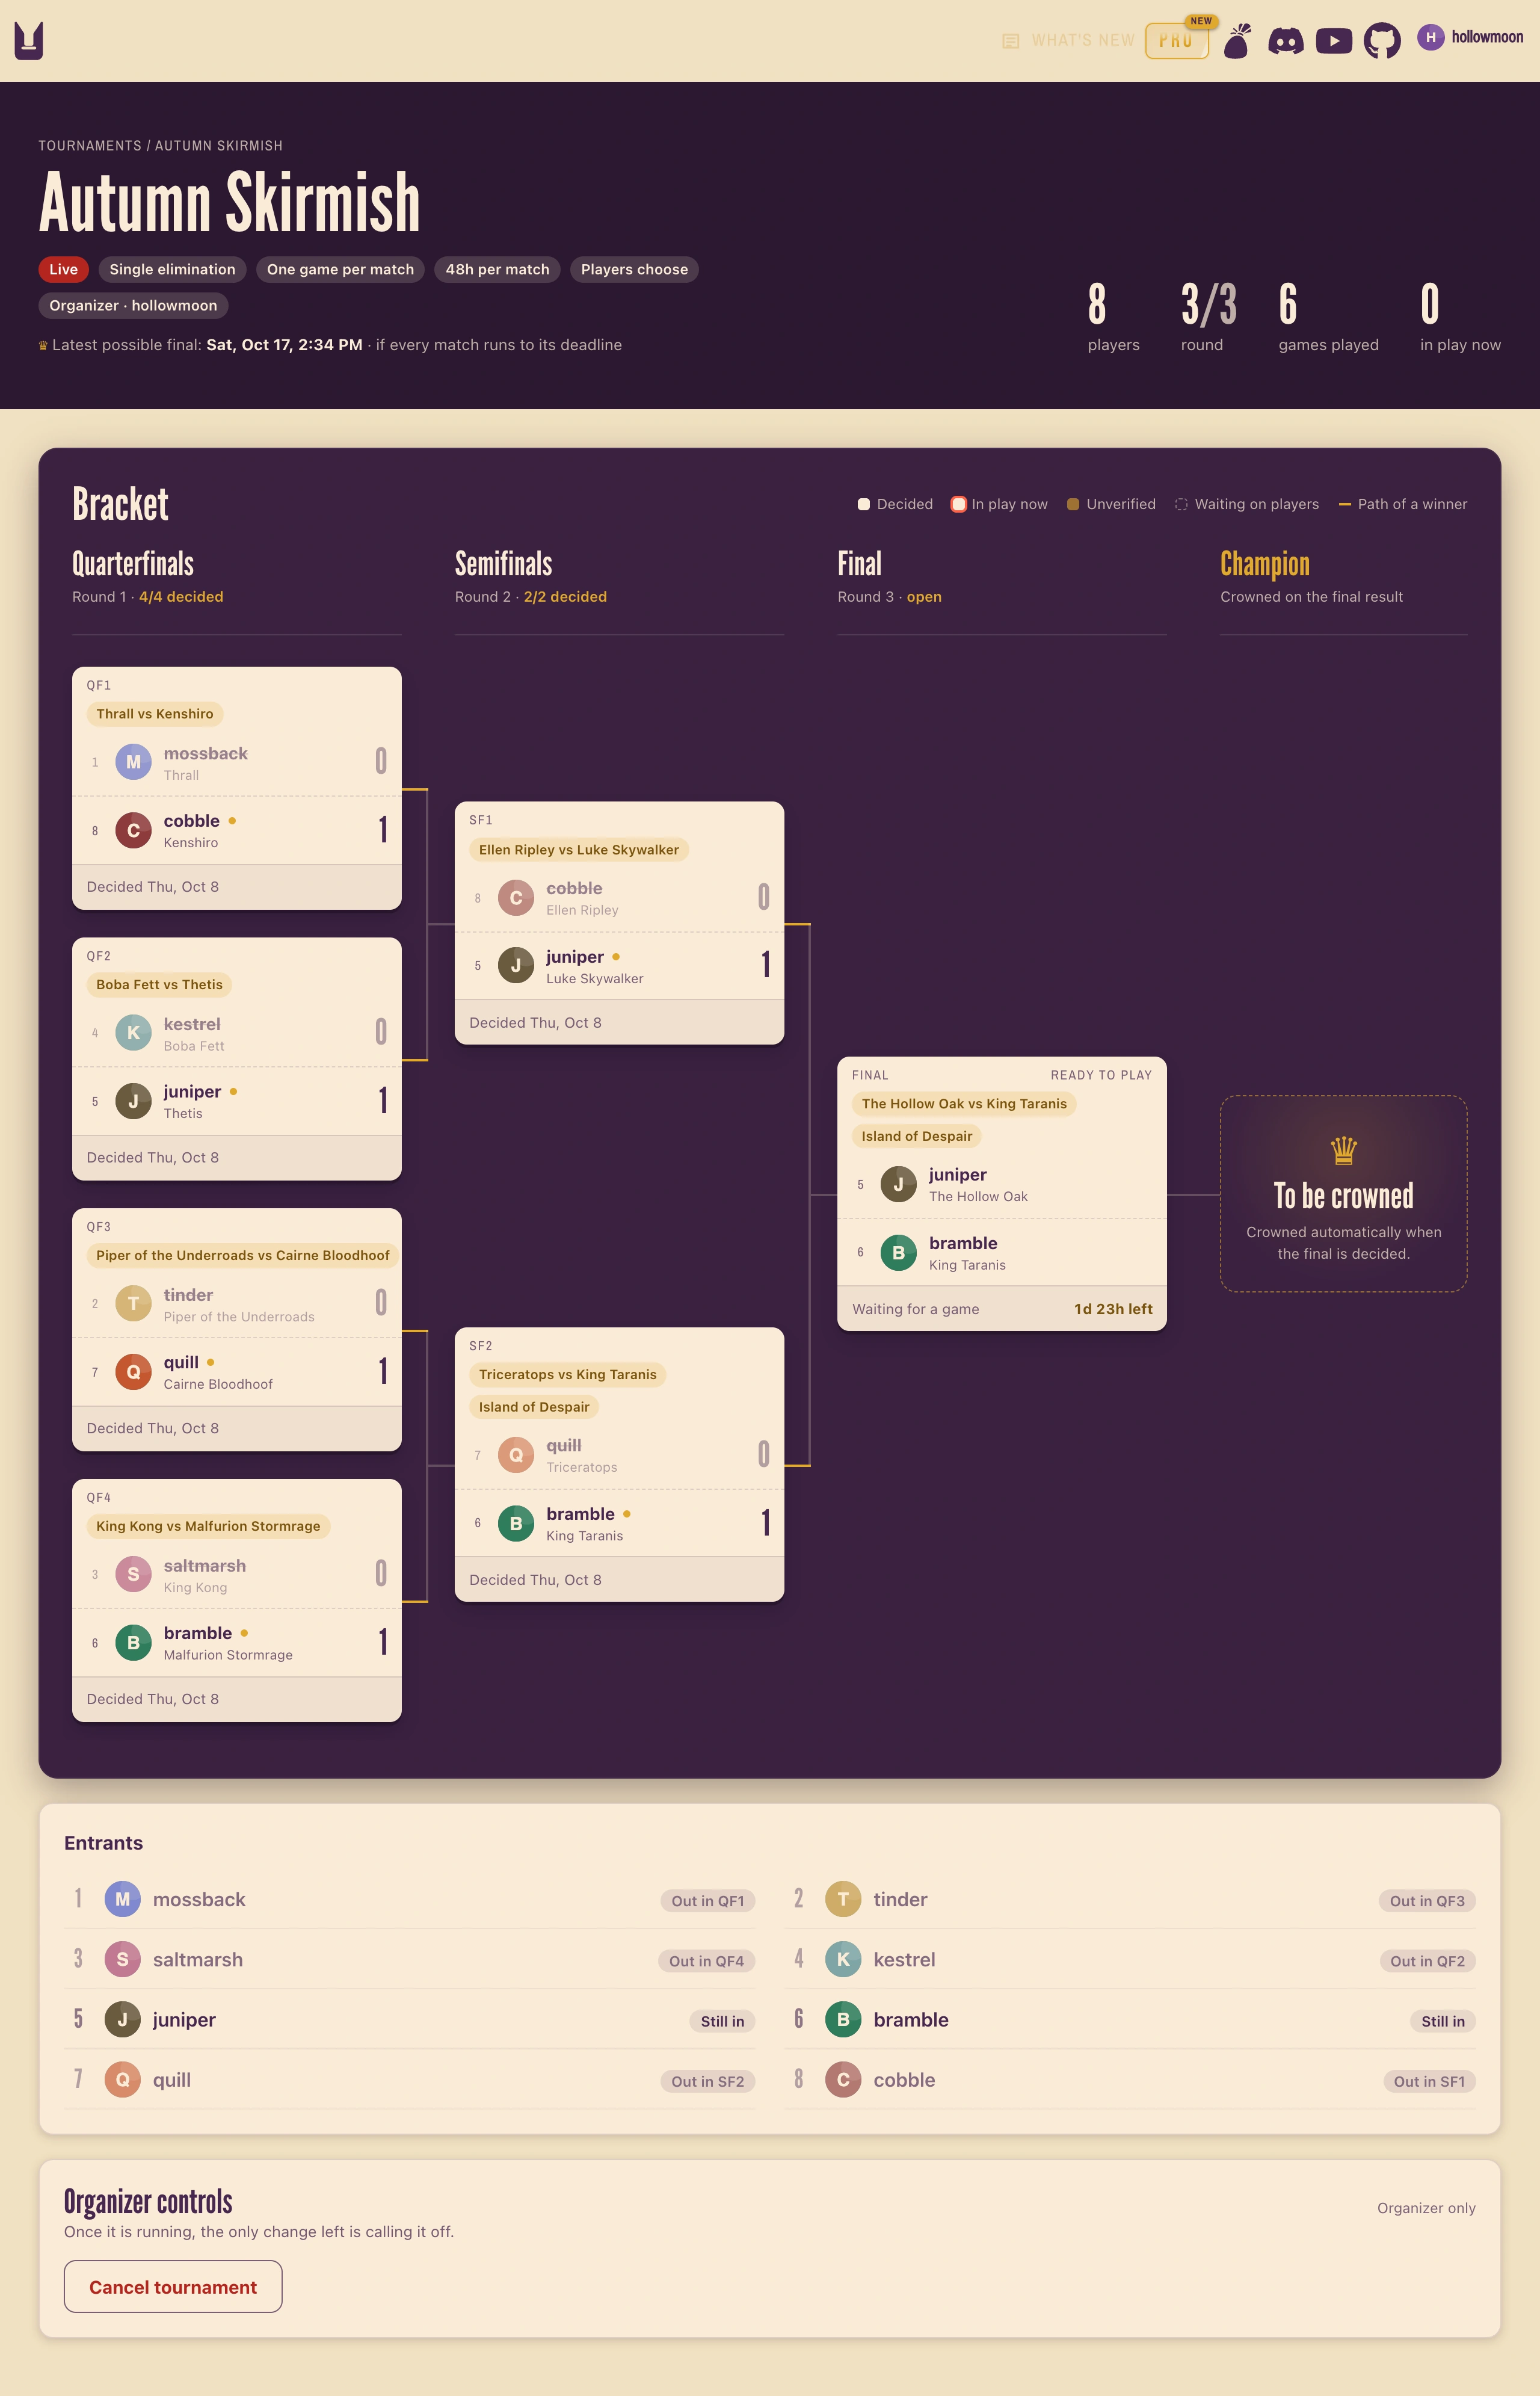 WHAT'S NEW
PRO
NEW
H
hollowmoon
TOURNAMENTS / AUTUMN SKIRMISH
Autumn Skirmish
Live
Single elimination
One game per match
48h per match
Players choose
Organizer · hollowmoon
♛ Latest possible final: Sat, Oct 17, 2:34 PM · if every match runs to its deadline
8
players
3/3
round
6
games played
0
in play now
Bracket
Decided
In play now
Unverified
Waiting on players
Path of a winner
Quarterfinals
Round 1 · 4/4 decided
Semifinals
Round 2 · 2/2 decided
Final
Round 3 · open
Champion
Crowned on the final result
QF1
Thrall vs Kenshiro
1 M mossback 0
Thrall
8 C cobble 1
Kenshiro
Decided Thu, Oct 8
QF2
Boba Fett vs Thetis
4 K kestrel 0
Boba Fett
5 J juniper 1
Thetis
Decided Thu, Oct 8
QF3
Piper of the Underroads vs Cairne Bloodhoof
2 T tinder 0
Piper of the Underroads
7 Q quill 1
Cairne Bloodhoof
Decided Thu, Oct 8
QF4
King Kong vs Malfurion Stormrage
3 S saltmarsh 0
King Kong
6 B bramble 1
Malfurion Stormrage
Decided Thu, Oct 8
SF1
Ellen Ripley vs Luke Skywalker
8 C cobble 0
Ellen Ripley
5 J juniper 1
Luke Skywalker
Decided Thu, Oct 8
SF2
Triceratops vs King Taranis
Island of Despair
7 Q quill 0
Triceratops
6 B bramble 1
King Taranis
Decided Thu, Oct 8
FINAL
READY TO PLAY
The Hollow Oak vs King Taranis
Island of Despair
5 J juniper
The Hollow Oak
6 B bramble
King Taranis
Waiting for a game
1d 23h left
♛
To be crowned
Crowned automatically when
the final is decided.
Entrants
1 M mossback Out in QF1
2 T tinder Out in QF3
3 S saltmarsh Out in QF4
4 K kestrel Out in QF2
5 J juniper Still in
6 B bramble Still in
7 Q quill Out in SF2
8 C cobble Out in SF1
Organizer controls
Organizer only
Once it is running, the only change left is calling it off.
Cancel tournament